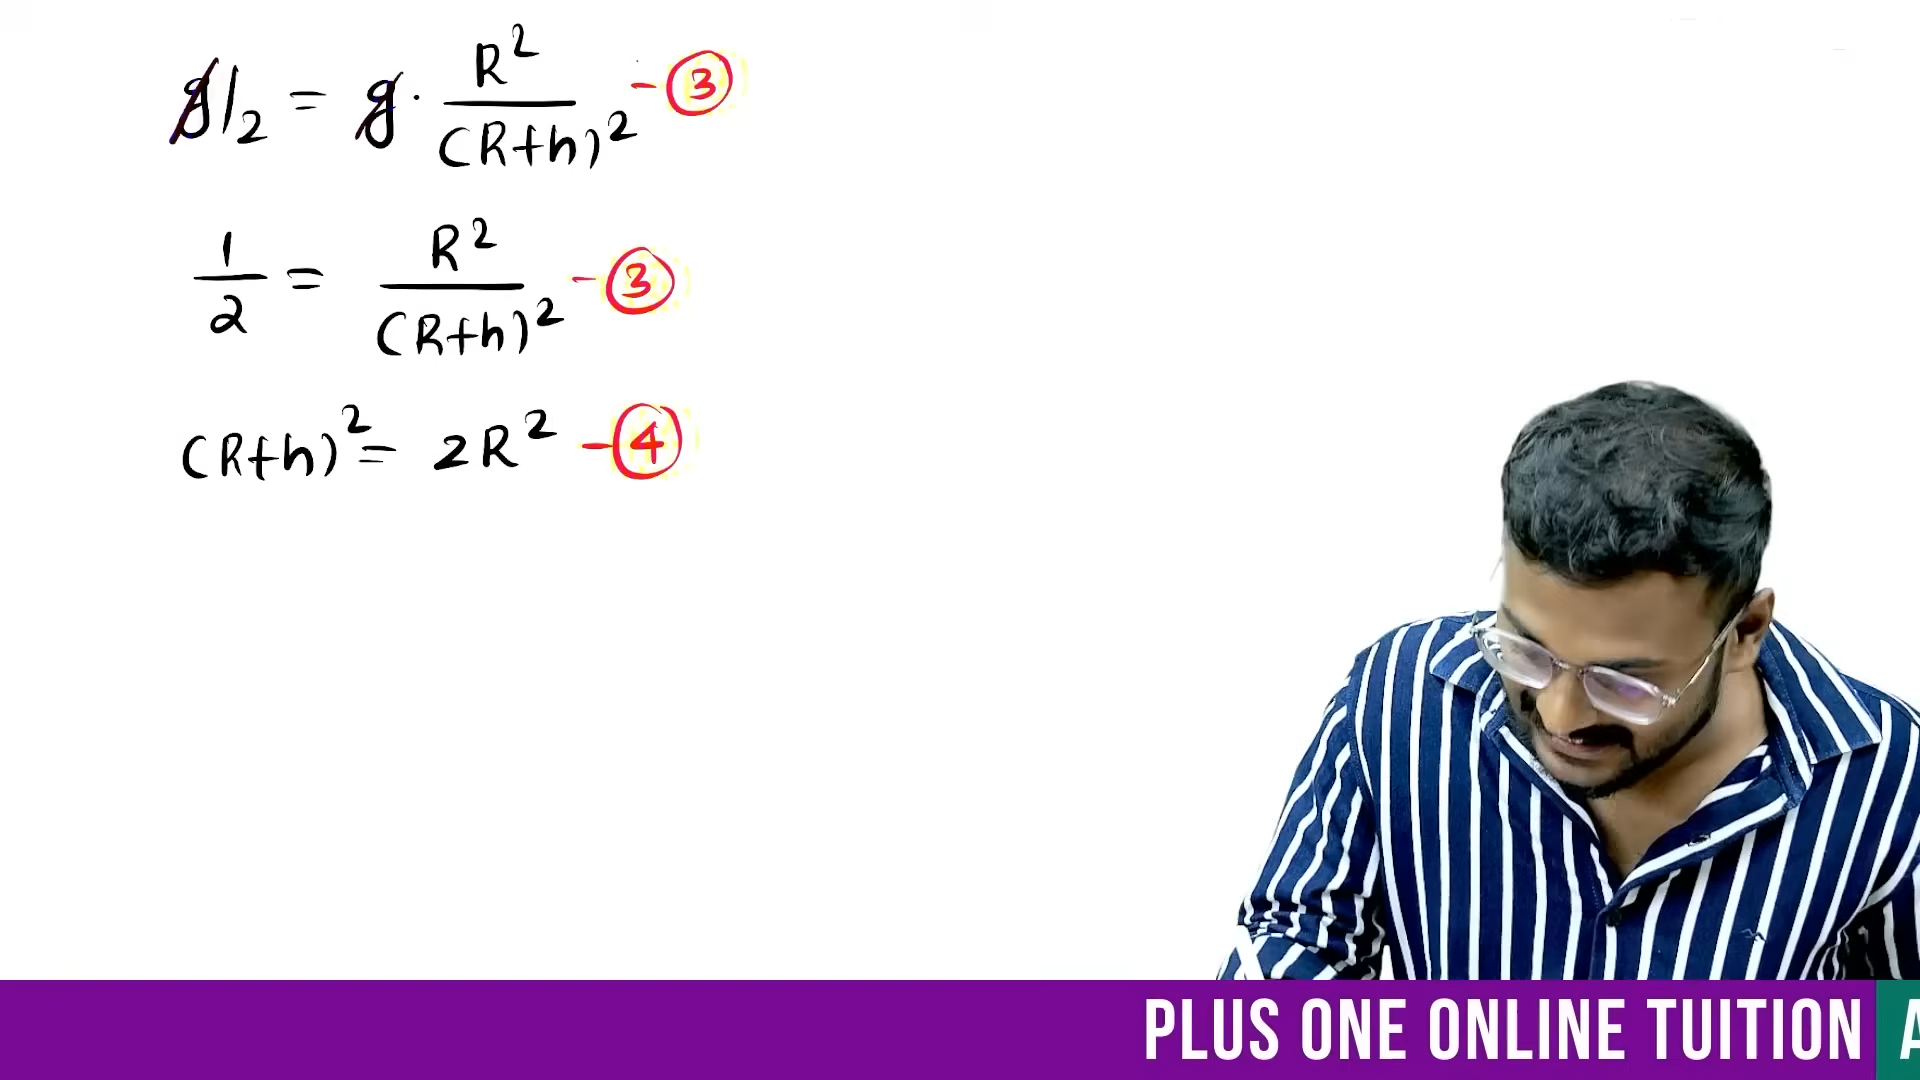 g/2 = g · R² / (R+h)² - ③
1/2 = R² / (R+h)² - ③
(R+h)² = 2R² - ④
PLUS ONE ONLINE TUITION A